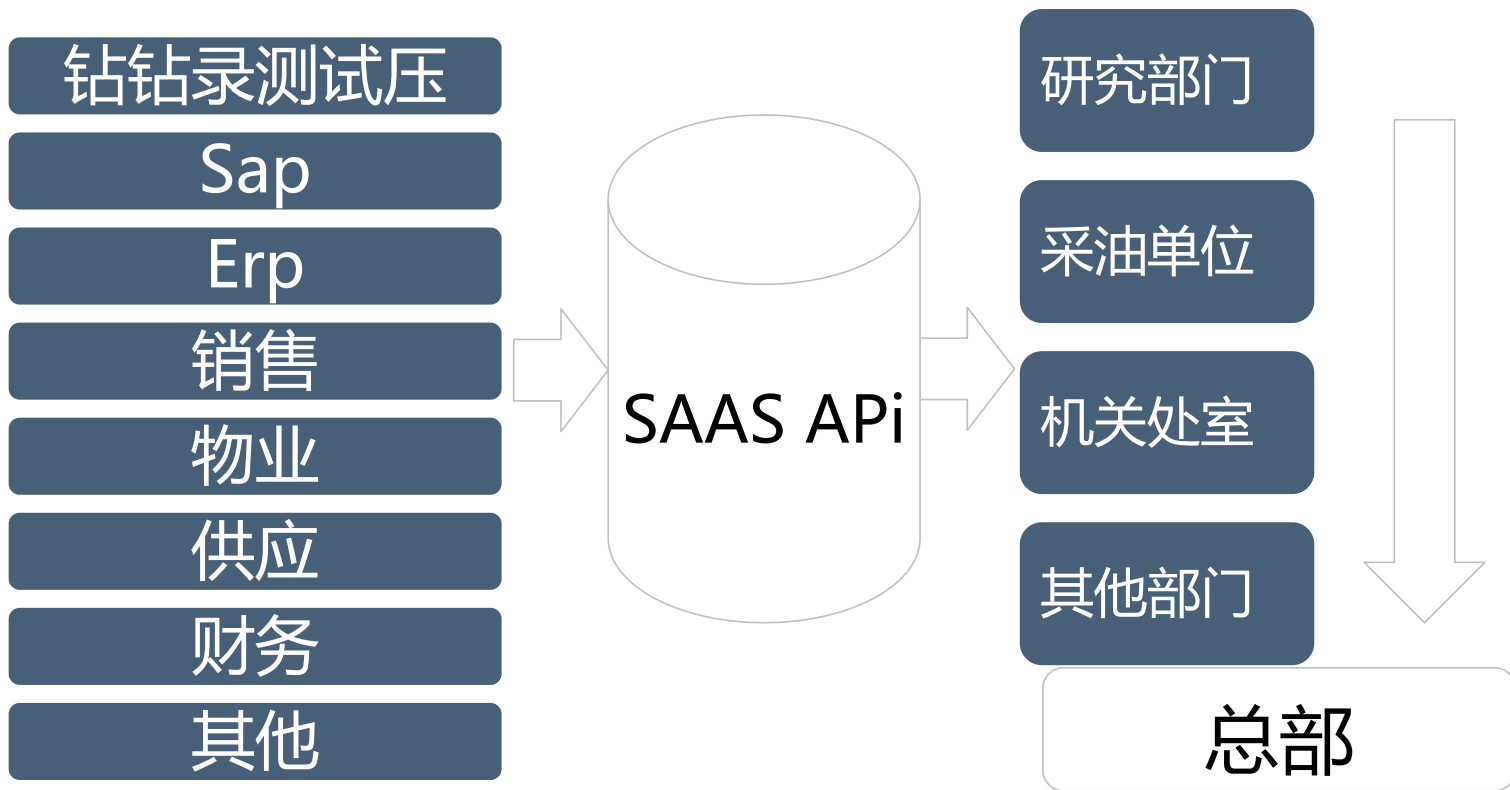 钻钻录测试压
Sap
Erp
销售
物业
供应
财务
其他
SAAS APi
研究部门
采油单位
机关处室
其他部门
总部